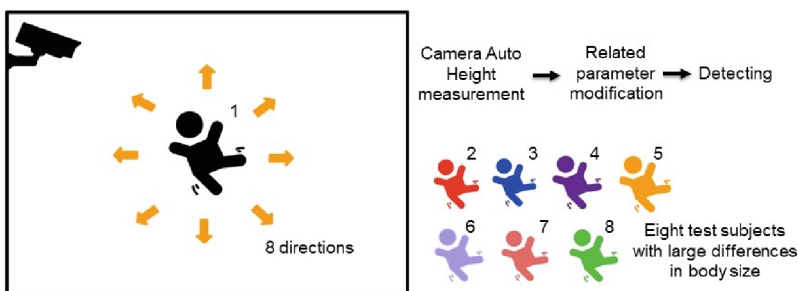 1
8 directions
Camera Auto
Height
measurement
Related
parameter
modification
Detecting
2
3
4
5
6
7
8
Eight test subjects
with large differences
in body size